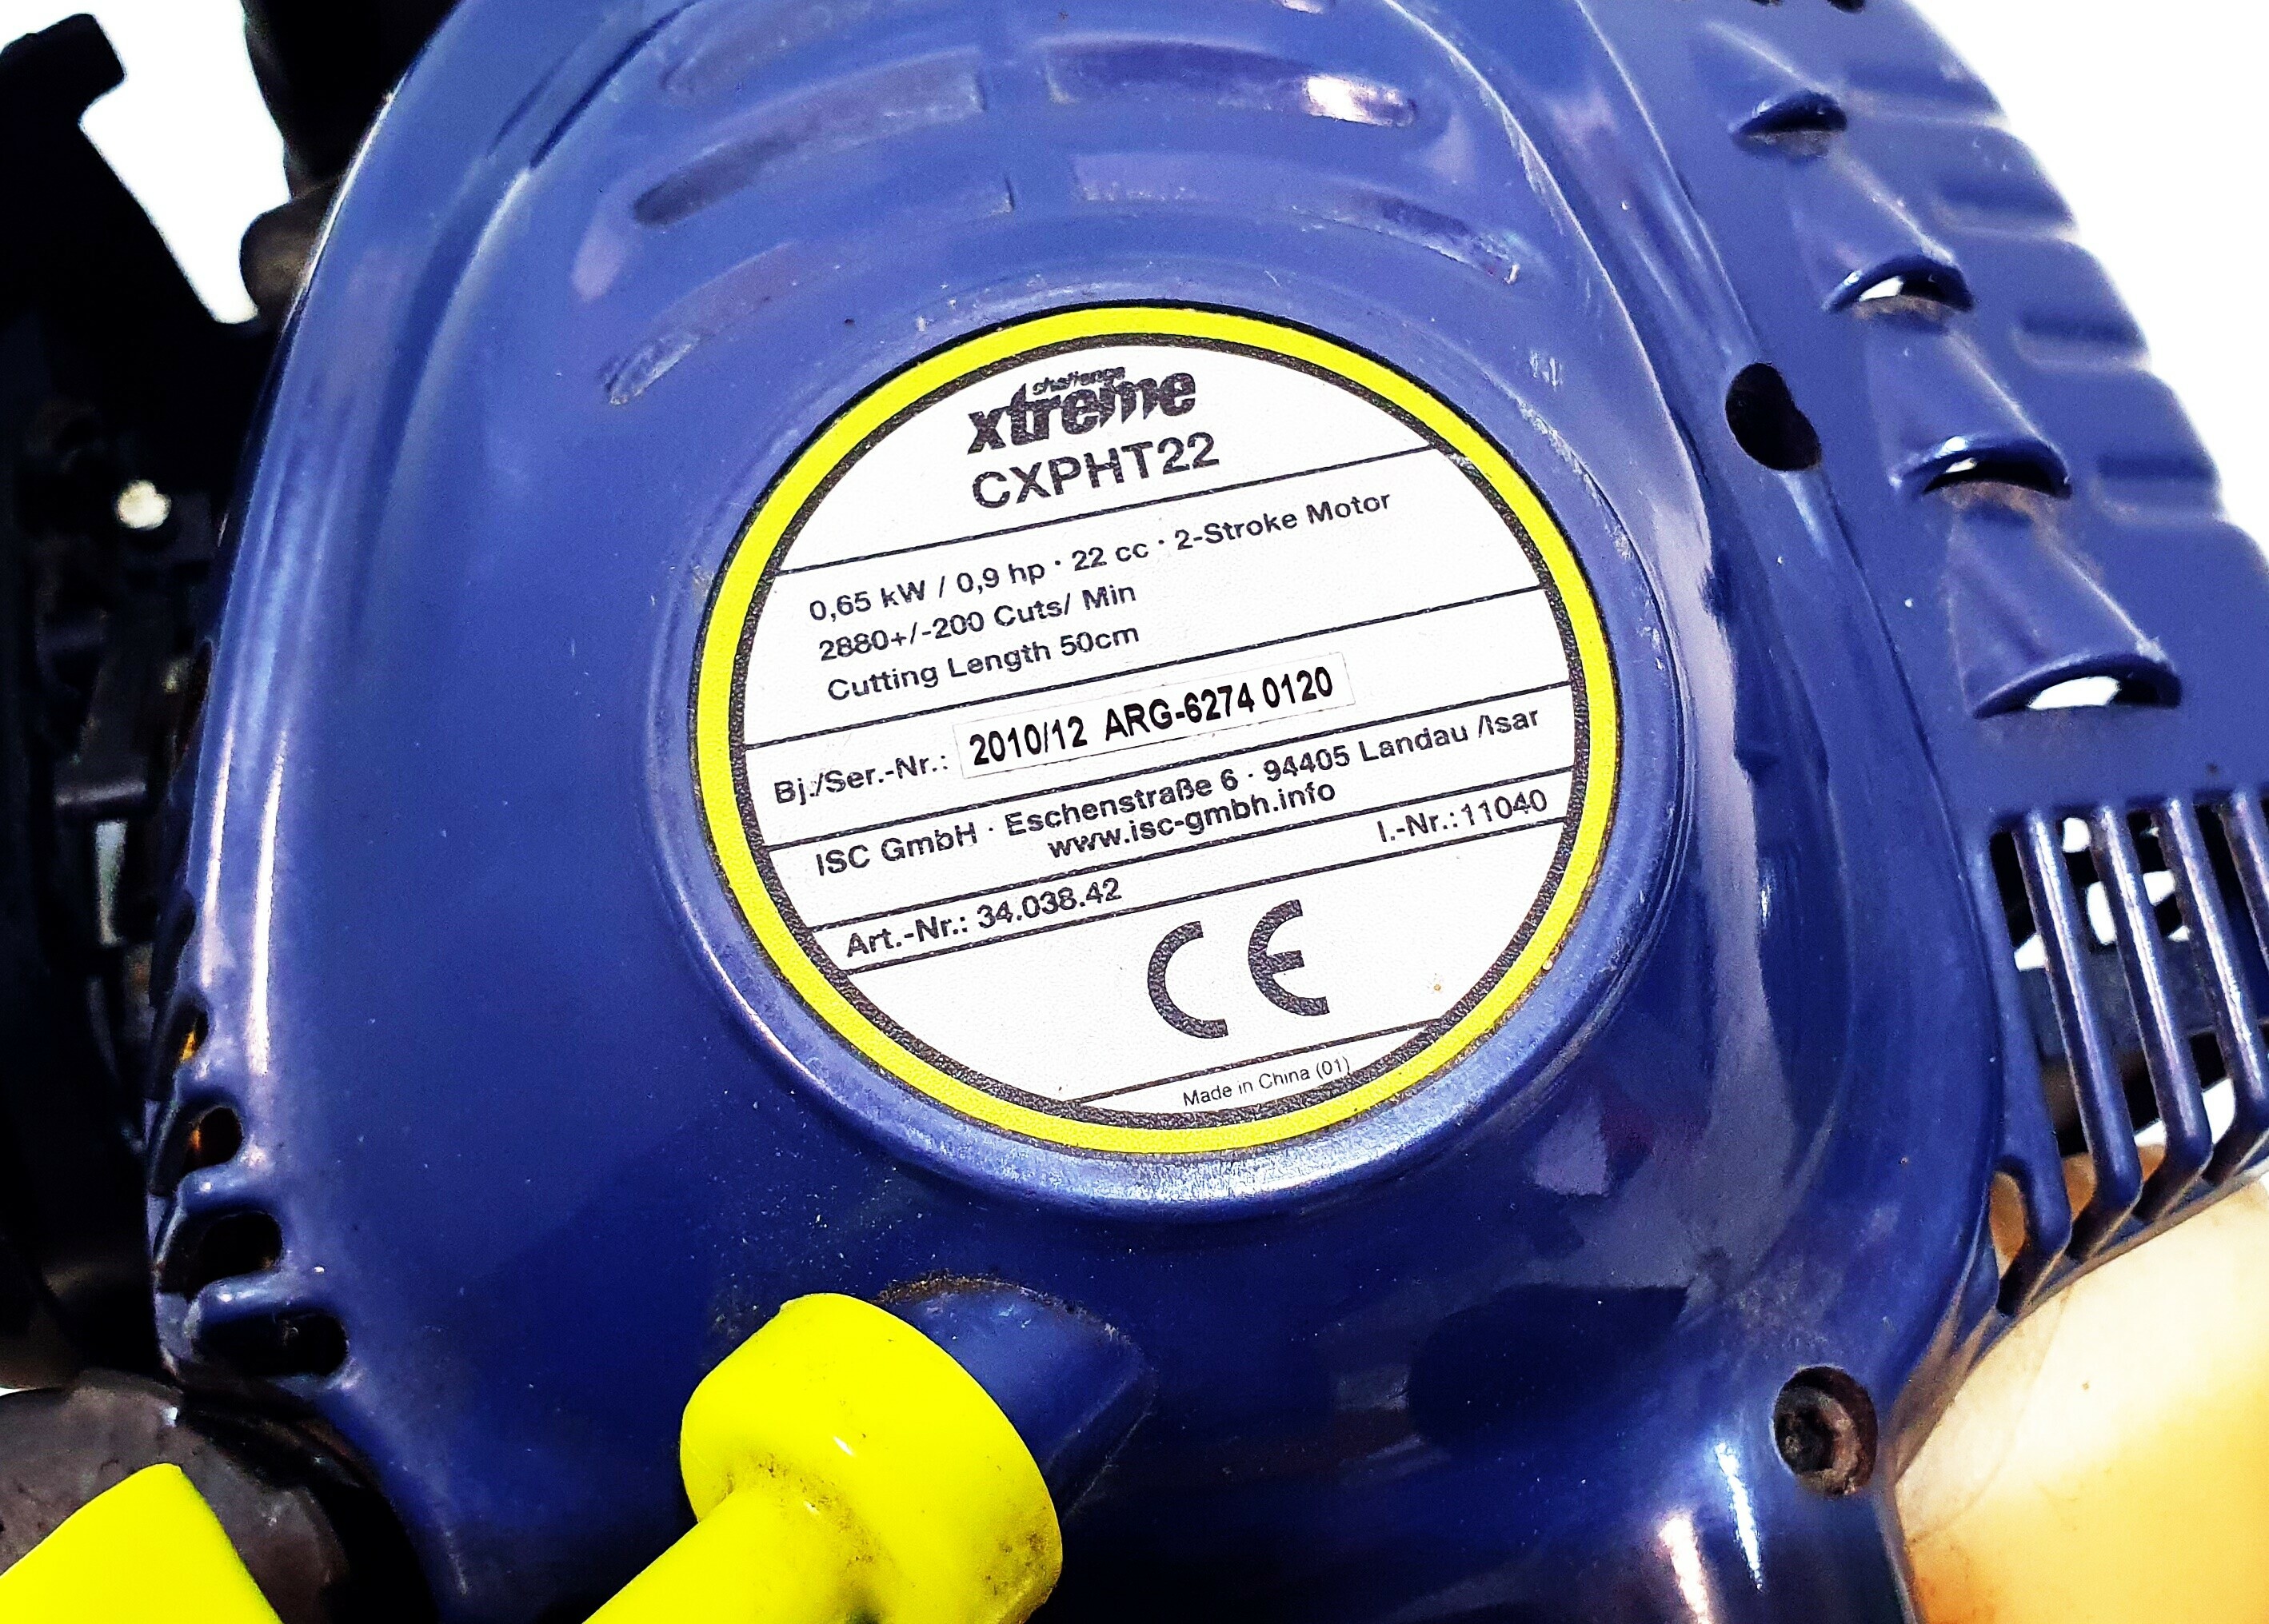 challenge
xtreme
CXPHT22
0,65 kW / 0,9 hp · 22 cc · 2-Stroke Motor
2880+/-200 Cuts/ Min
Cutting Length 50cm
Bj./Ser.-Nr.: 2010/12 ARG-6274 0120
ISC GmbH · Eschenstraße 6 · 94405 Landau /Isar
www.isc-gmbh.info
Art.-Nr.: 34.038.42 I.-Nr.:11040
CE
Made in China (01)